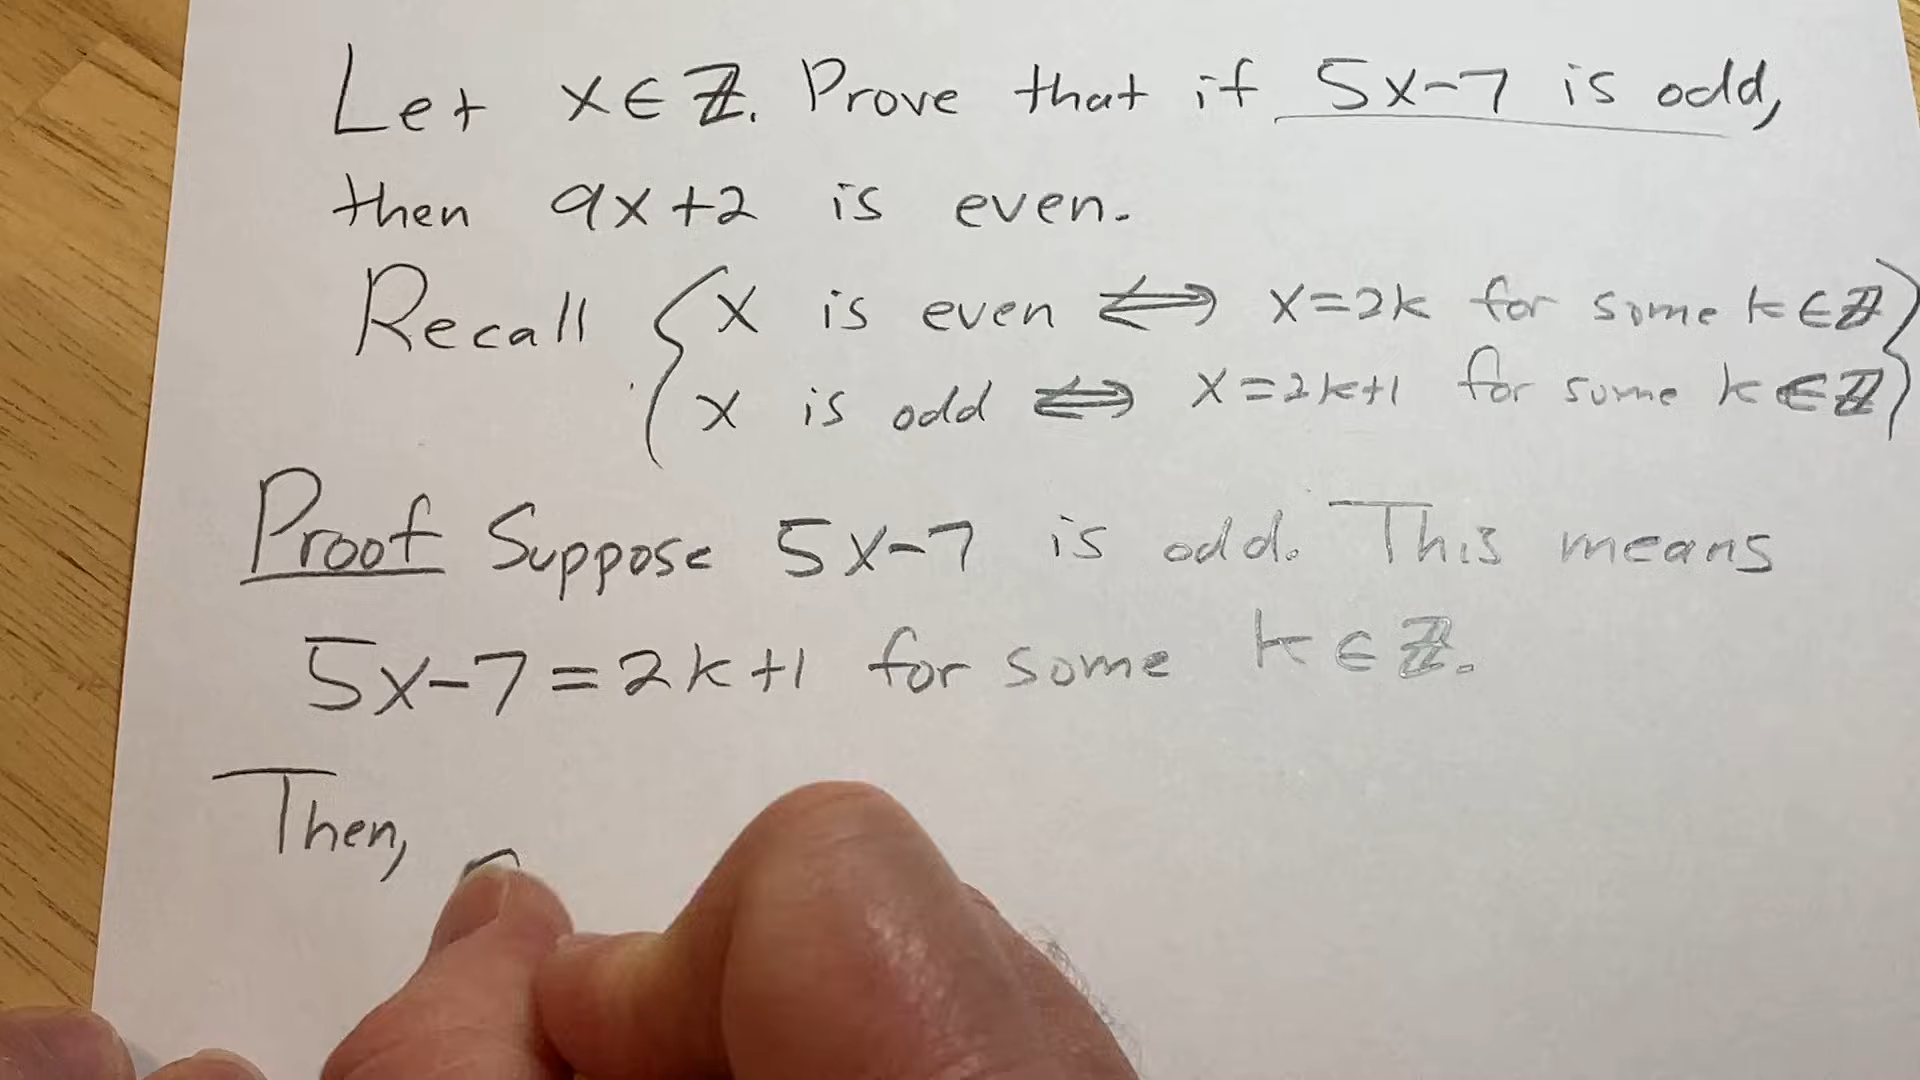 Let x∈ℤ. Prove that if 5x-7 is odd,
then 9x+2 is even.
Recall { x is even ⟺ x=2k for some k∈ℤ
x is odd ⟺ x=2k+1 for some k∈ℤ }
Proof Suppose 5x-7 is odd. This means
5x-7=2k+1 for some k∈ℤ.
Then,